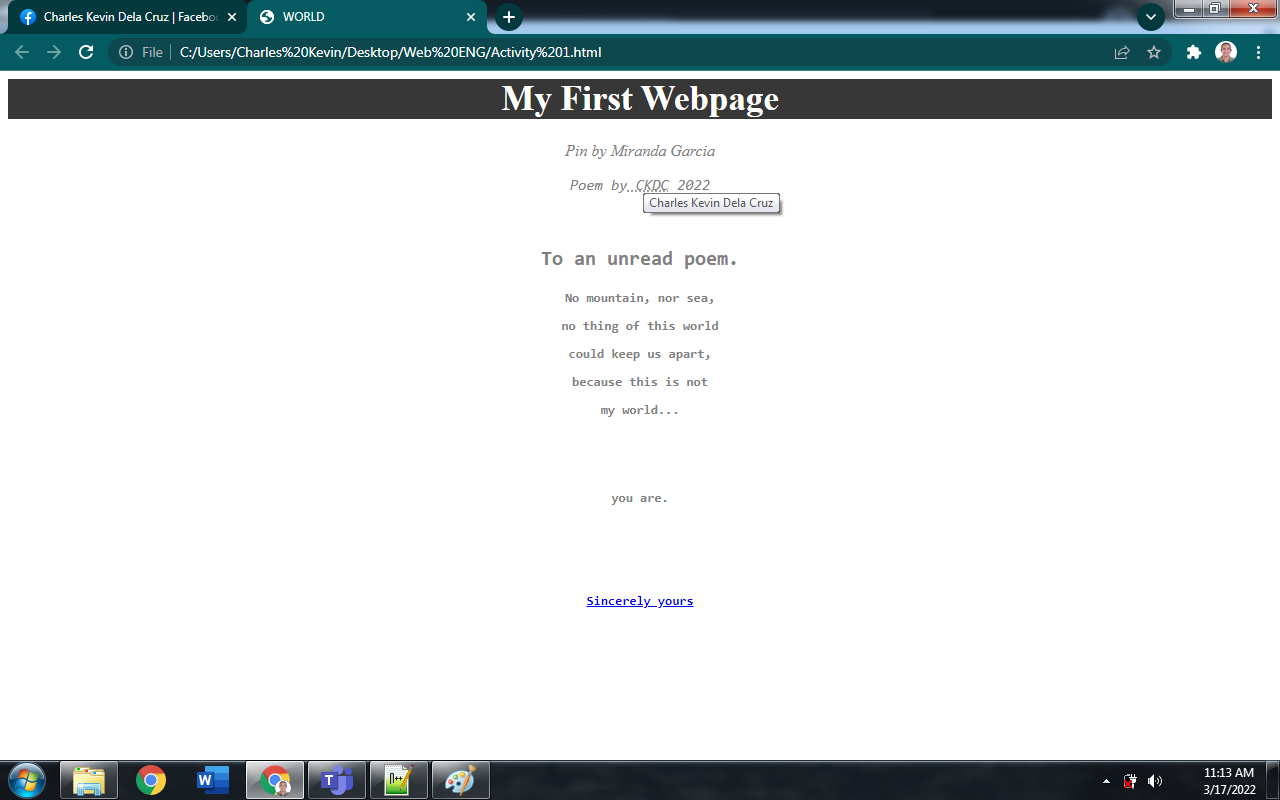 Charles Kevin Dela Cruz | Facebo
WORLD
File
C:/Users/Charles%20Kevin/Desktop/Web%20ENG/Activity%201.html
My First Webpage
Pin by Miranda Garcia
Poem by CKDC 2022
Charles Kevin Dela Cruz
To an unread poem.
No mountain, nor sea,
no thing of this world
could keep us apart,
because this is not
my world...
you are.
Sincerely yours
11:13 AM
3/17/2022